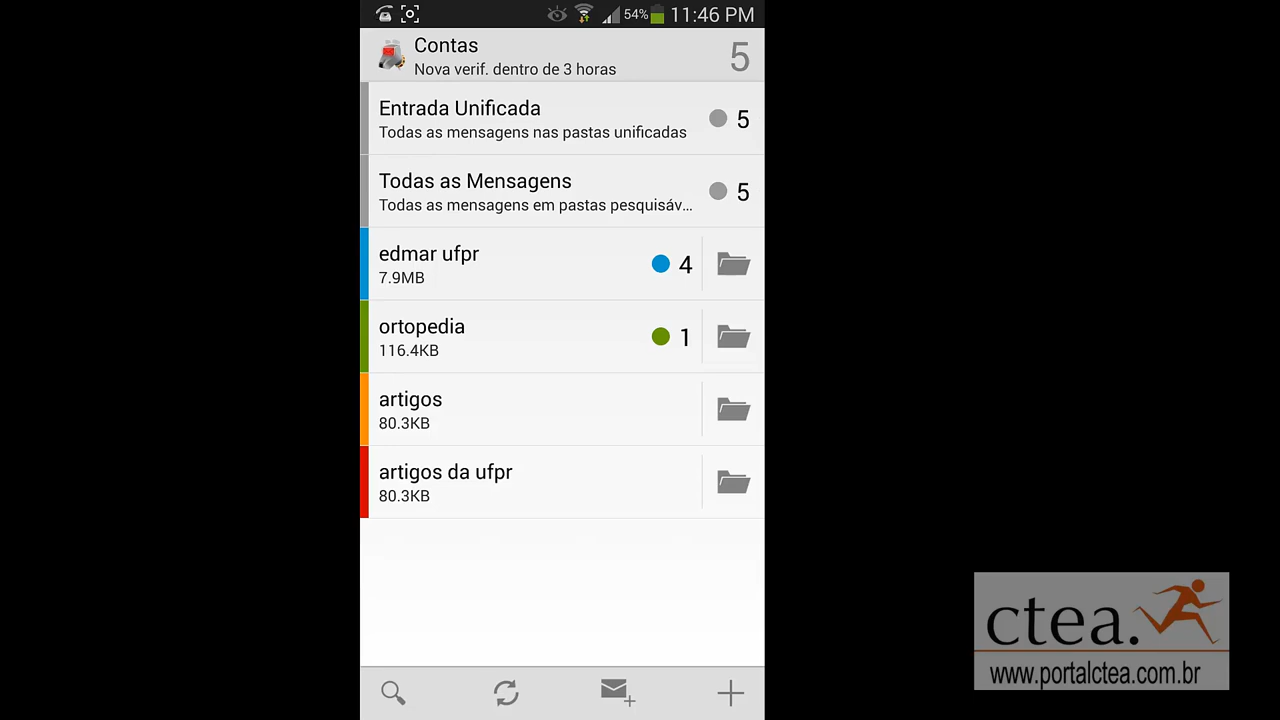 54% 11:46 PM
Contas
Nova verif. dentro de 3 horas
5
Entrada Unificada
Todas as mensagens nas pastas unificadas
5
Todas as Mensagens
Todas as mensagens em pastas pesquisáv...
5
edmar ufpr
7.9MB
4
ortopedia
116.4KB
1
artigos
80.3KB
artigos da ufpr
80.3KB
ctea.
www.portalctea.com.br